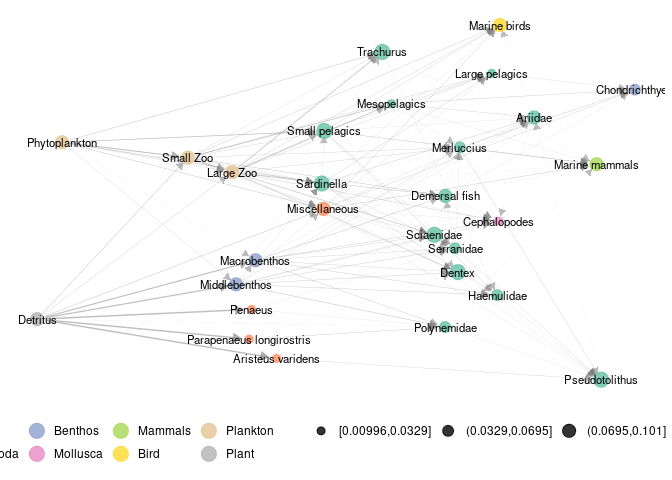 Marine birds
Trachurus
Large pelagics
Chondrichthye
Mesopelagics
Ariidae
Small pelagics
Phytoplankton
Merluccius
Small Zoo
Marine mammals
Large Zoo
Sardinella
Demersal fish
Miscellaneous
Cephalopodes
Sciaenidae
Serranidae
Macrobenthos
Dentex
Middlebenthos
Haemulidae
Penaeus
Detritus
Polynemidae
Parapenaeus longirostris
Aristeus varidens
Pseudotolithus
Benthos Mammals Plankton [0.00996,0.0329] (0.0329,0.0695] (0.0695,0.101]
oda Mollusca Bird Plant